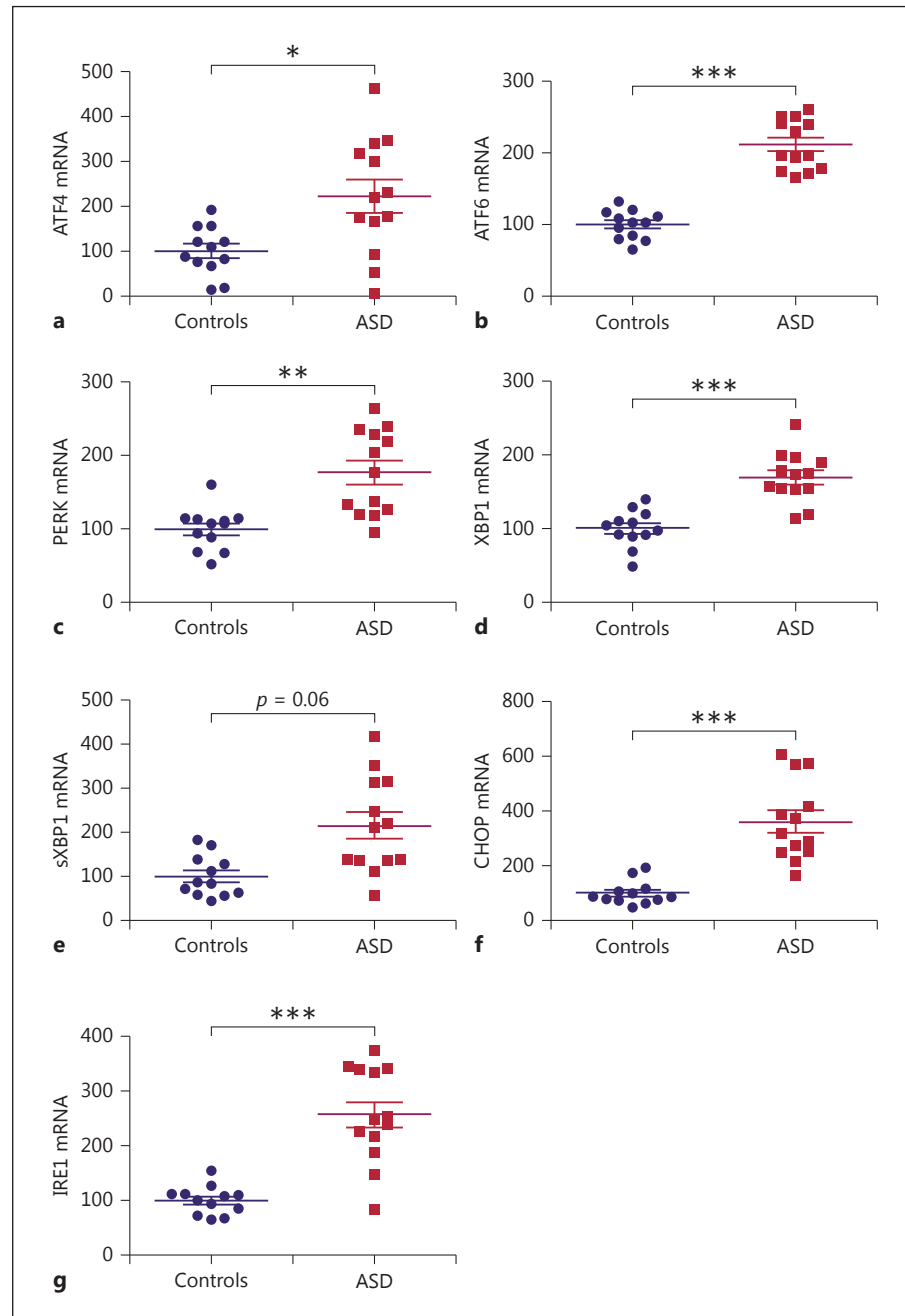 *
500
400
300
200
100
0
ATF4 mRNA
Controls
ASD
a
***
300
200
100
0
ATF6 mRNA
Controls
ASD
b
**
300
200
100
0
PERK mRNA
Controls
ASD
c
***
300
200
100
0
XBP1 mRNA
Controls
ASD
d
p = 0.06
500
400
300
200
100
0
sXBP1 mRNA
Controls
ASD
e
***
800
600
400
200
0
CHOP mRNA
Controls
ASD
f
***
400
300
200
100
0
IRE1 mRNA
Controls
ASD
g